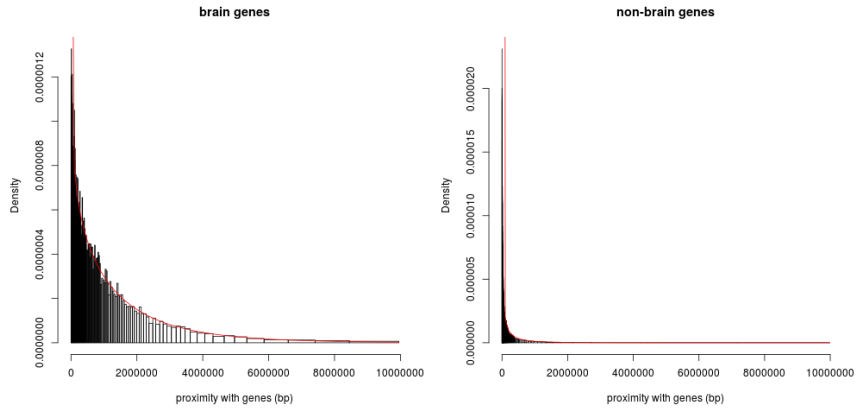 brain genes
Density
0.0000000
0.0000004
0.0000008
0.0000012
0 2000000 4000000 6000000 8000000 10000000
proximity with genes (bp)
non-brain genes
Density
0.000000
0.000005
0.000010
0.000015
0.000020
0 2000000 4000000 6000000 8000000 10000000
proximity with genes (bp)